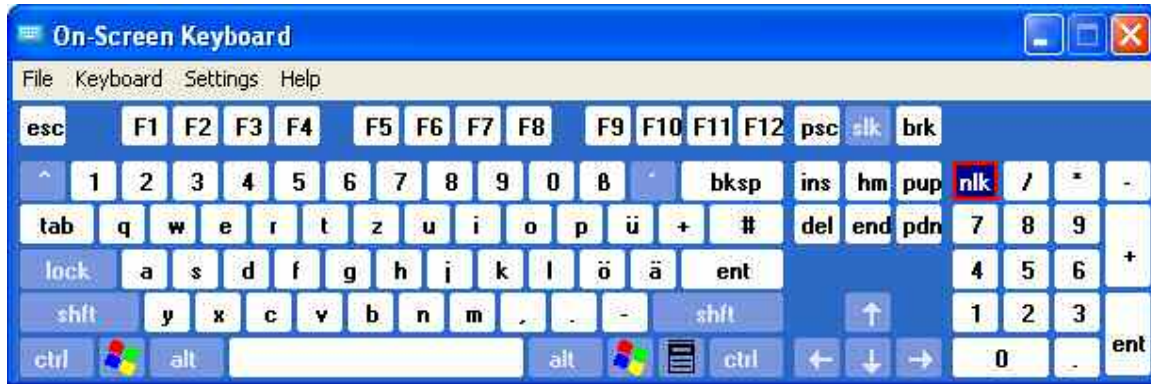 On-Screen Keyboard
File Keyboard Settings Help
esc F1 F2 F3 F4 F5 F6 F7 F8 F9 F10 F11 F12 psc slk brk
^ 1 2 3 4 5 6 7 8 9 0 ß ´ bksp ins hm pup nlk / * -
tab q w e r t z u i o p ü + # del end pdn 7 8 9 +
lock a s d f g h j k l ö ä ent 4 5 6
shft y x c v b n m , . - shft ↑ 1 2 3 ent
ctrl alt alt ctrl ← ↓ → 0 .